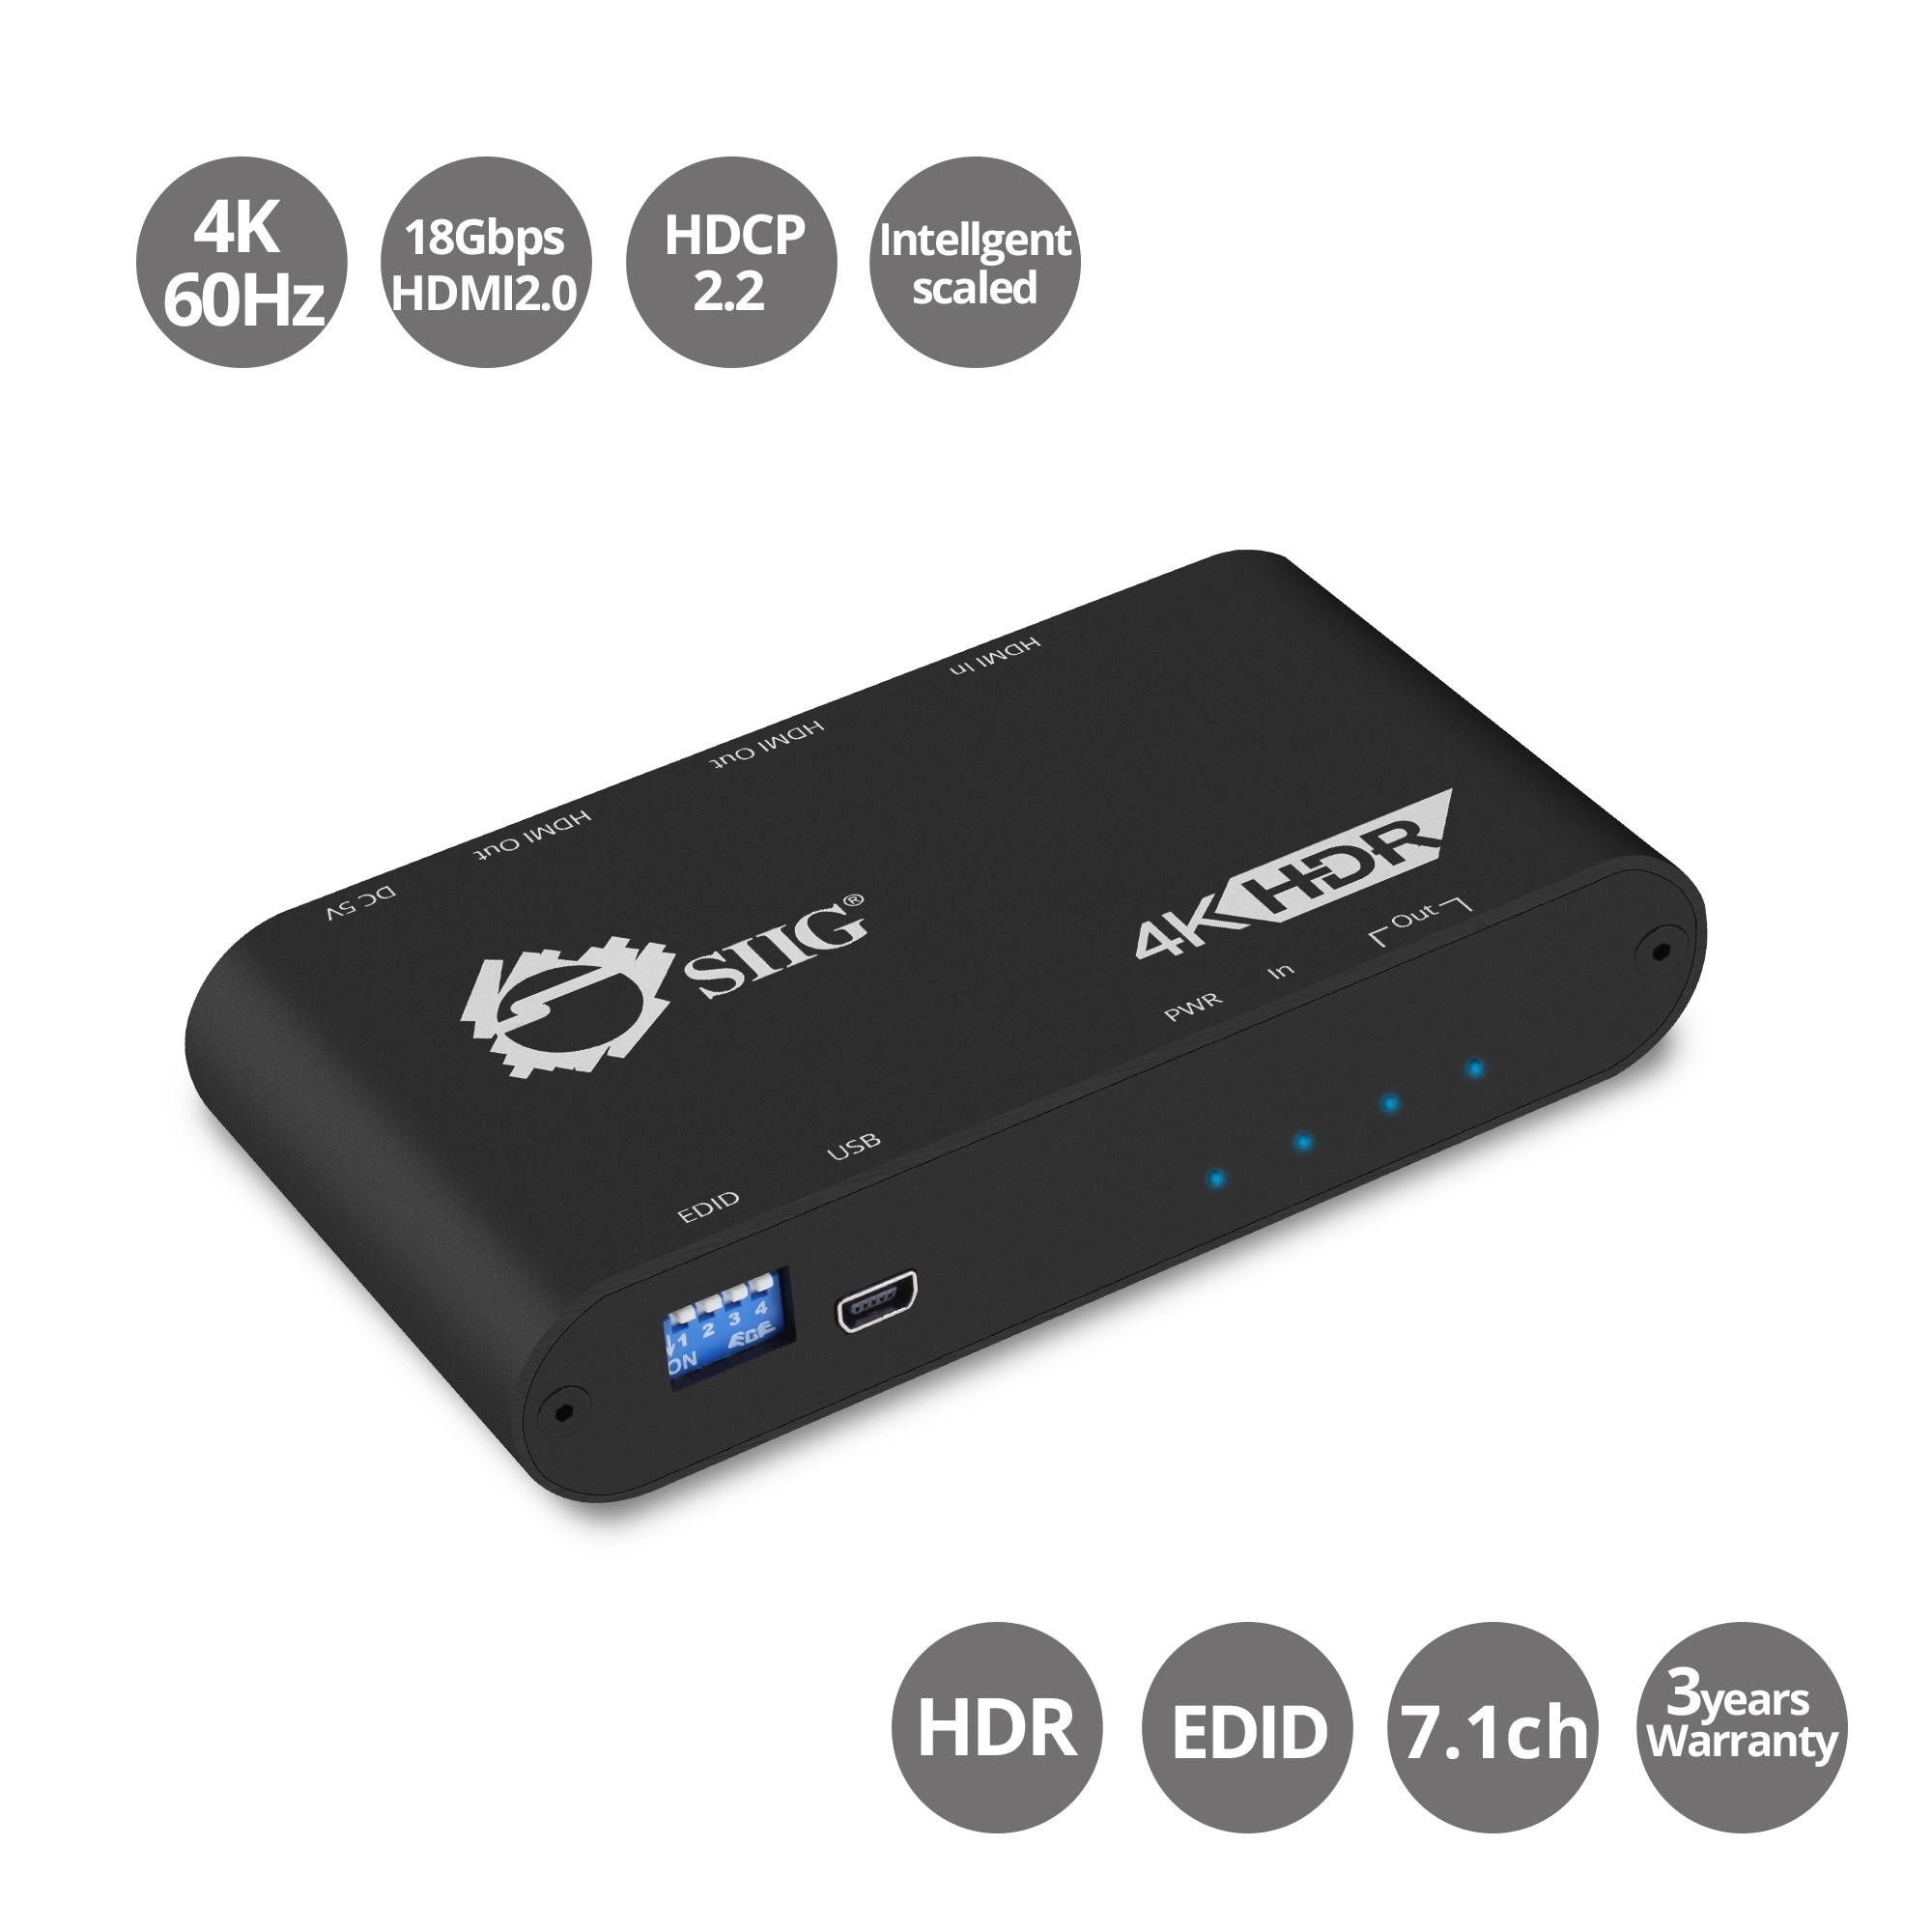 4K
60Hz
18Gbps
HDMI2.0
HDCP
2.2
Intellgent
scaled
HDMI In
HDMI Out
HDMI Out
DC 5V
SIIG®
4K HDR
Out
In
PWR
USB
EDID
1 2 3 4
ON ECE
HDR
EDID
7.1ch
3years
Warranty